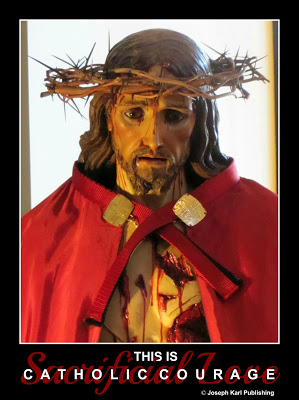 THIS IS
Sacrificial Love
CATHOLIC COURAGE
© Joseph Karl Publishing